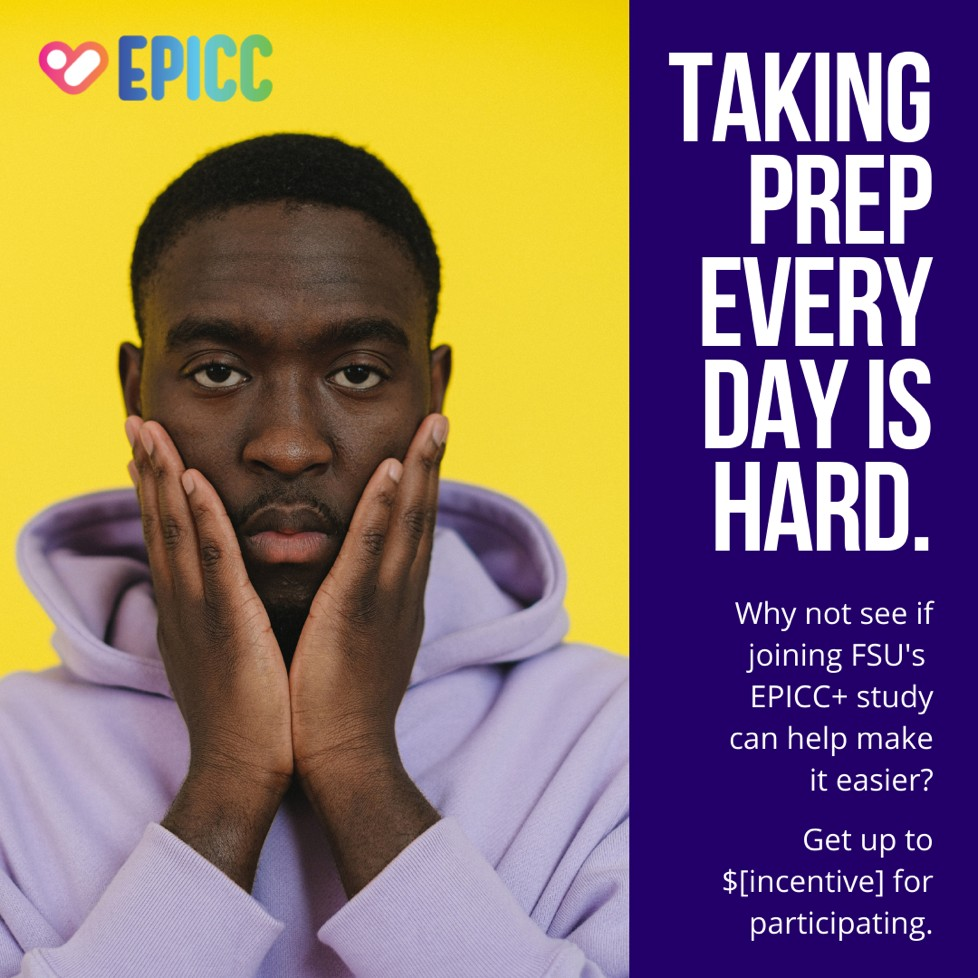 EPICC
TAKING
PREP
EVERY
DAY IS
HARD.
Why not see if
joining FSU's
EPICC+ study
can help make
it easier?
Get up to
$[incentive] for
participating.